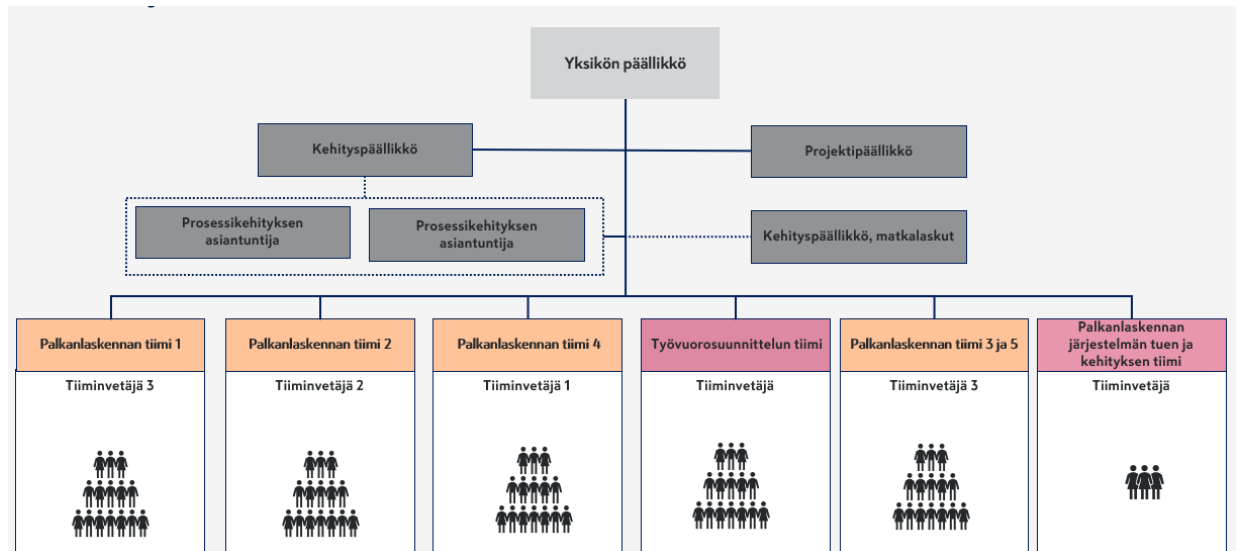 Yksikön päällikkö
Kehityspäällikkö
Projektipäällikkö
Prosessikehityksen
asiantuntija
Prosessikehityksen
asiantuntija
Kehityspäällikkö, matkalaskut
Palkanlaskennan tiimi 1
Palkanlaskennan tiimi 2
Palkanlaskennan tiimi 4
Työvuorosuunnittelun tiimi
Palkanlaskennan tiimi 3 ja 5
Palkanlaskennan
järjestelmän tuen ja
kehityksen tiimi
Tiiminvetäjä 3
Tiiminvetäjä 2
Tiiminvetäjä 1
Tiiminvetäjä
Tiiminvetäjä 3
Tiiminvetäjä